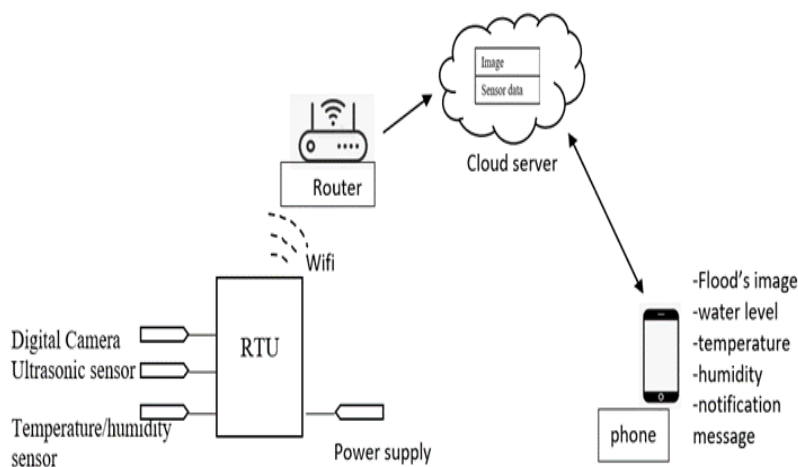 Image
Sensor data
Cloud server
Router
Wifi
RTU
Digital Camera
Ultrasonic sensor
Temperature/humidity
sensor
Power supply
-Flood's image
-water level
-temperature
-humidity
-notification
message
phone